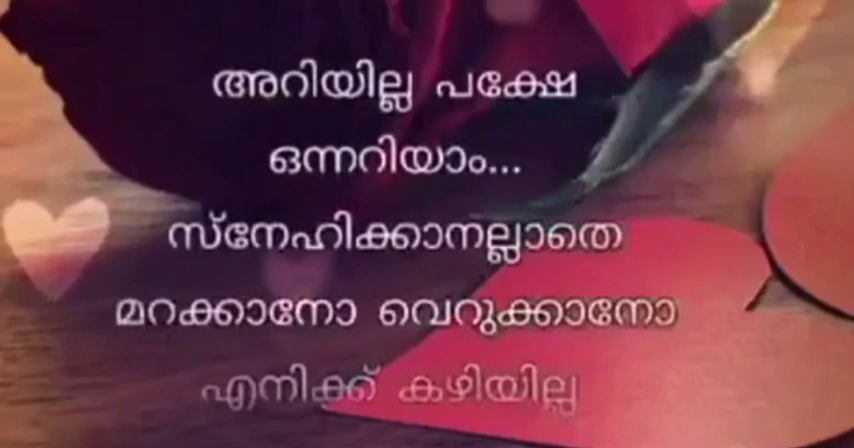 അറിയില്ല പക്ഷേ
ഒന്നറിയാം...
സ്നേഹിക്കാനല്ലാതെ
മറക്കാനോ വെറുക്കാനോ
എനിക്ക് കഴിയില്ല